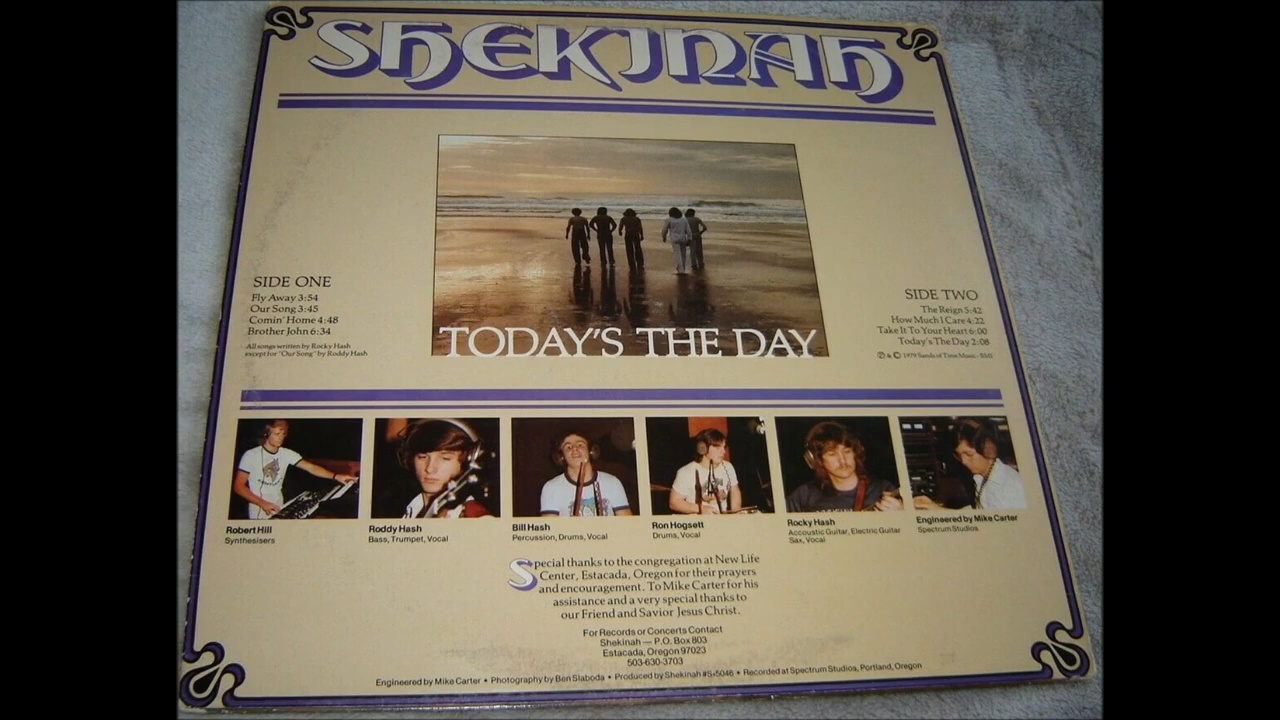 SHEKINAH
TODAY'S THE DAY
SIDE ONE
Fly Away 3:54
Our Song 3:45
Comin' Home 4:48
Brother John 6:34
All songs written by Rocky Hash
except for "Our Song" by Roddy Hash
SIDE TWO
The Reign 5:42
How Much I Care 4:22
Take It To Your Heart 6:00
Today's The Day 2:08
℗ & © 1979 Sands of Time Music - BMI
Robert Hill
Synthesisers
Roddy Hash
Bass, Trumpet, Vocal
Bill Hash
Percussion, Drums, Vocal
Ron Hogsett
Drums, Vocal
Rocky Hash
Accoustic Guitar, Electric Guitar
Sax, Vocal
Engineered by Mike Carter
Spectrum Studios
Special thanks to the congregation at New Life
Center, Estacada, Oregon for their prayers
and encouragement. To Mike Carter for his
assistance and a very special thanks to
our Friend and Savior Jesus Christ.
For Records or Concerts Contact
Shekinah — P.O. Box 803
Estacada, Oregon 97023
503-630-3703
Engineered by Mike Carter • Photography by Ben Slaboda • Produced by Shekinah #S-5046 • Recorded at Spectrum Studios, Portland, Oregon